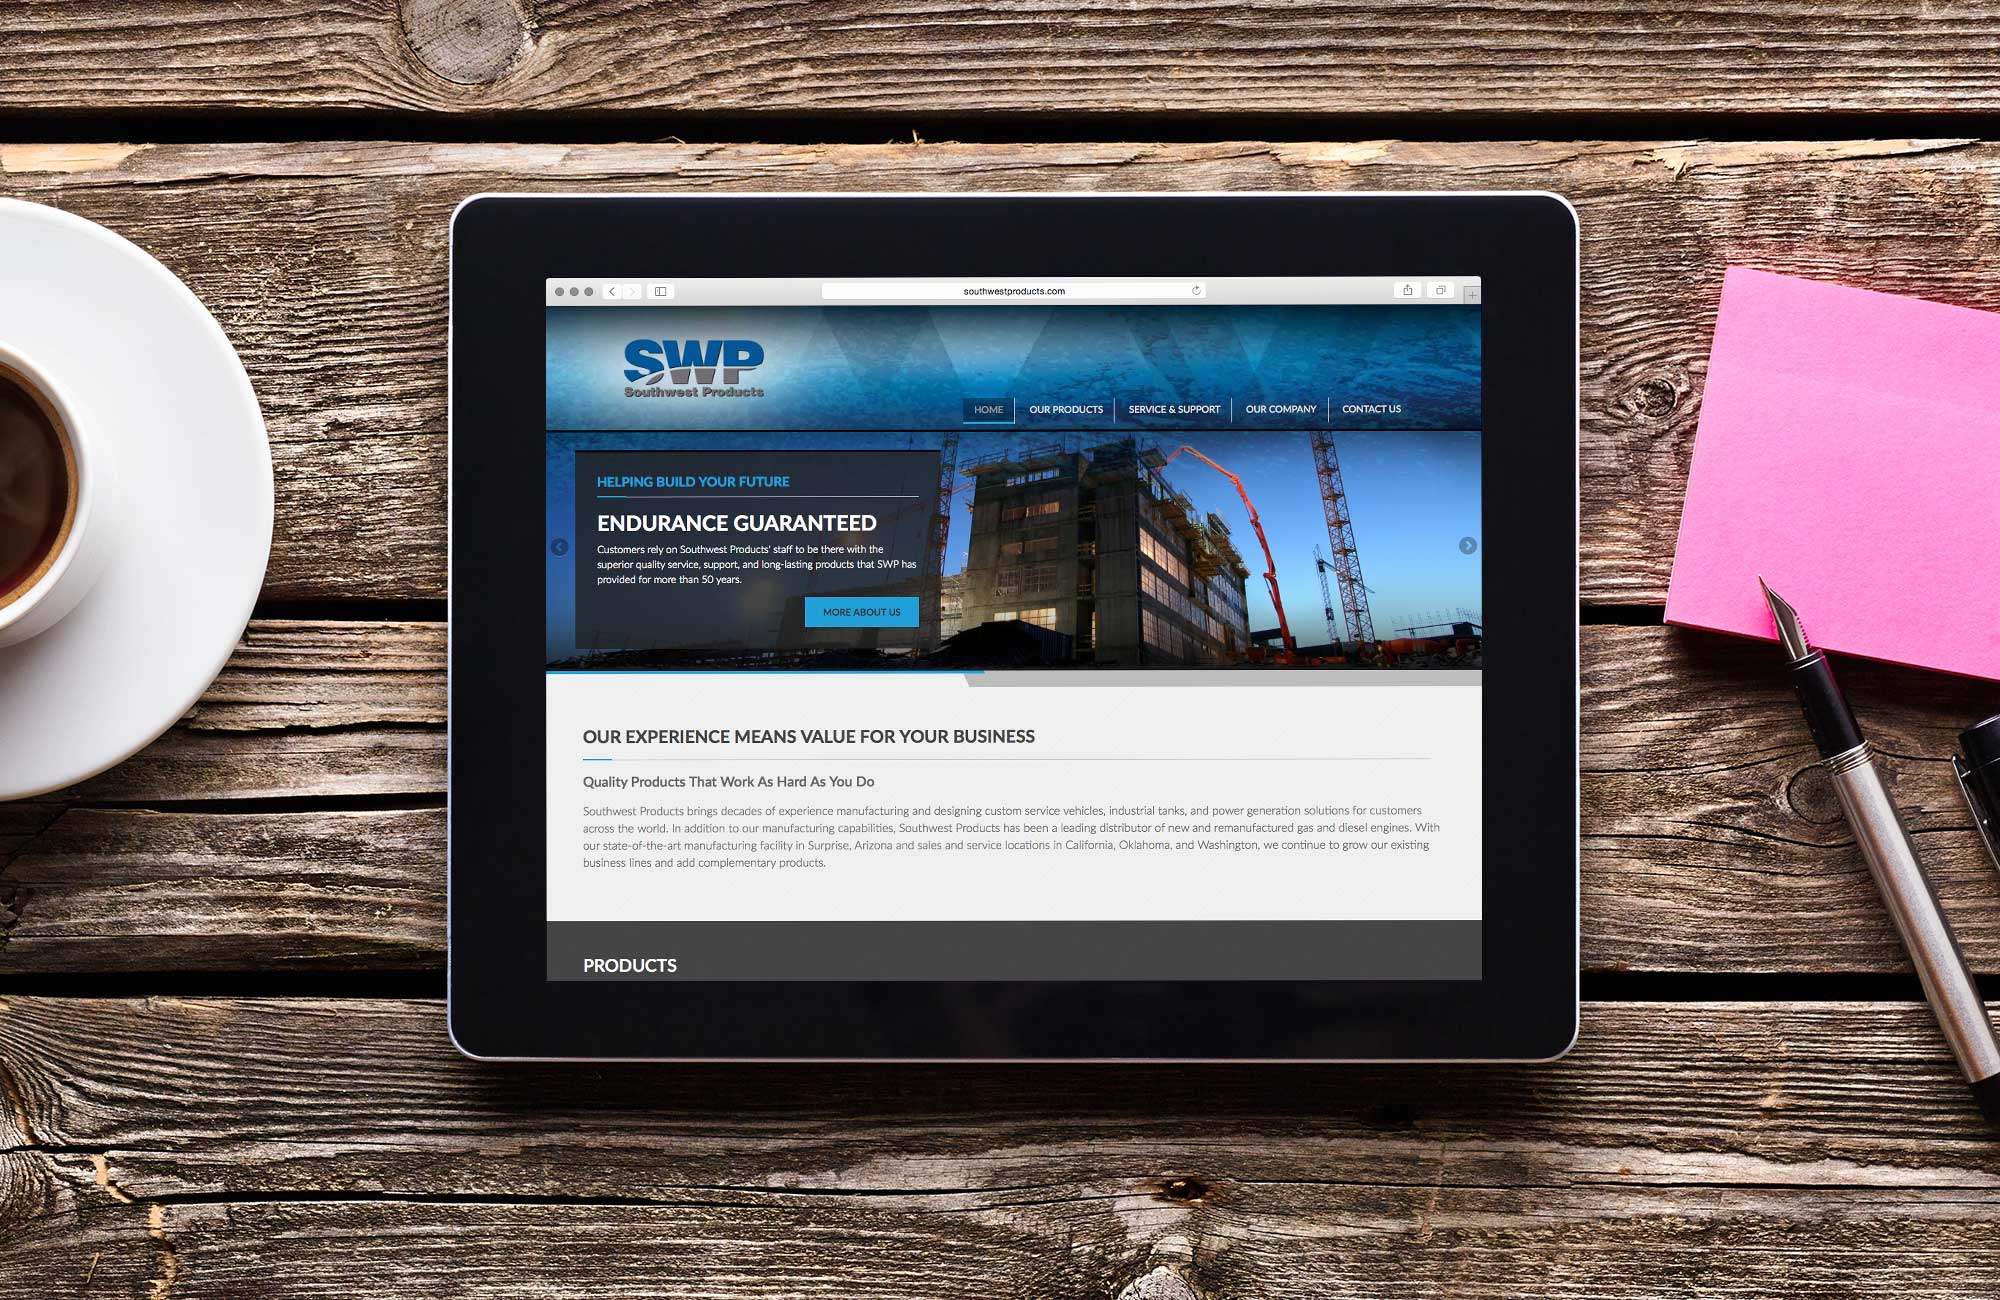 southwestproducts.com
SWP
Southwest Products
HOME
OUR PRODUCTS
SERVICE & SUPPORT
OUR COMPANY
CONTACT US
HELPING BUILD YOUR FUTURE
ENDURANCE GUARANTEED
Customers rely on Southwest Products' staff to be there with the
superior quality service, support, and long-lasting products that SWP has
provided for more than 50 years.
MORE ABOUT US
OUR EXPERIENCE MEANS VALUE FOR YOUR BUSINESS
Quality Products That Work As Hard As You Do
Southwest Products brings decades of experience manufacturing and designing custom service vehicles, industrial tanks, and power generation solutions for customers
across the world. In addition to our manufacturing capabilities, Southwest Products has been a leading distributor of new and remanufactured gas and diesel engines. With
our state-of-the-art manufacturing facility in Surprise, Arizona and sales and service locations in California, Oklahoma, and Washington, we continue to grow our existing
business lines and add complementary products.
PRODUCTS